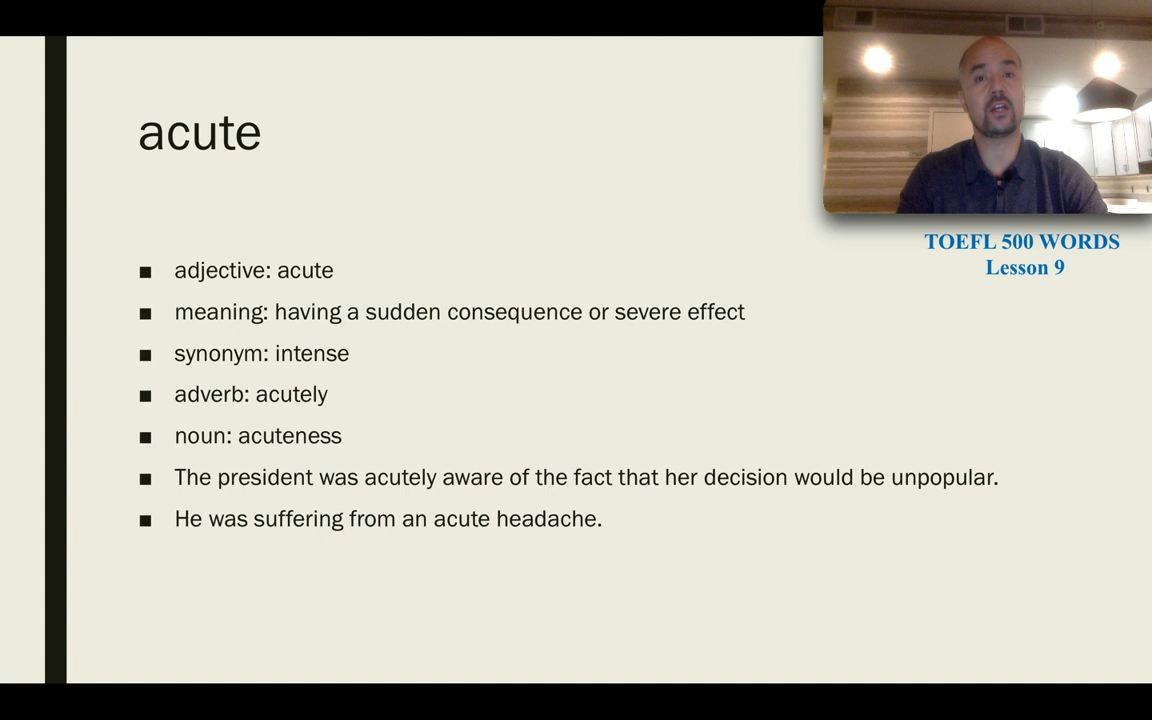 acute
TOEFL 500 WORDS
Lesson 9
■ adjective: acute
■ meaning: having a sudden consequence or severe effect
■ synonym: intense
■ adverb: acutely
■ noun: acuteness
■ The president was acutely aware of the fact that her decision would be unpopular.
■ He was suffering from an acute headache.